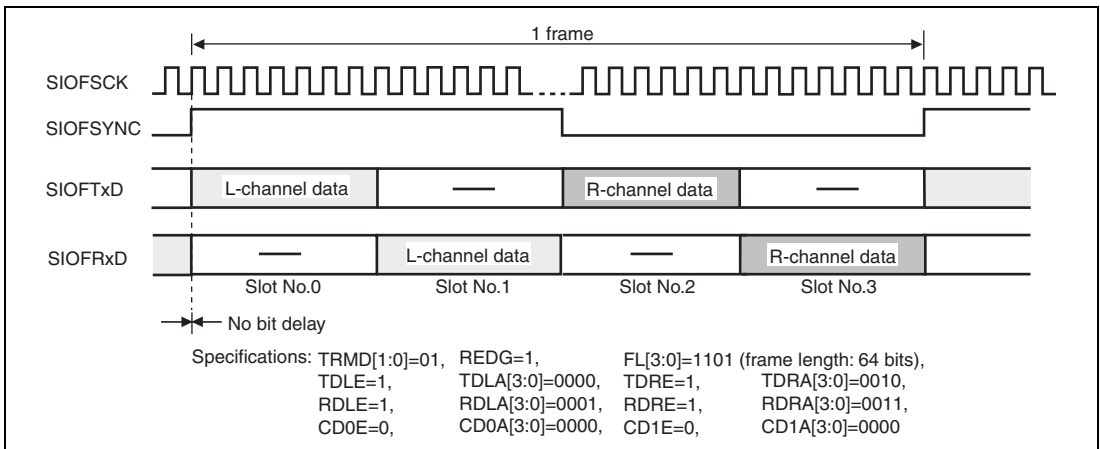 1 frame
SIOFSCK
SIOFSYNC
SIOFTxD L-channel data — R-channel data —
SIOFRxD — L-channel data — R-channel data
Slot No.0 Slot No.1 Slot No.2 Slot No.3
No bit delay
Specifications: TRMD[1:0]=01, REDG=1, FL[3:0]=1101 (frame length: 64 bits),
TDLE=1, TDLA[3:0]=0000, TDRE=1, TDRA[3:0]=0010,
RDLE=1, RDLA[3:0]=0001, RDRE=1, RDRA[3:0]=0011,
CD0E=0, CD0A[3:0]=0000, CD1E=0, CD1A[3:0]=0000